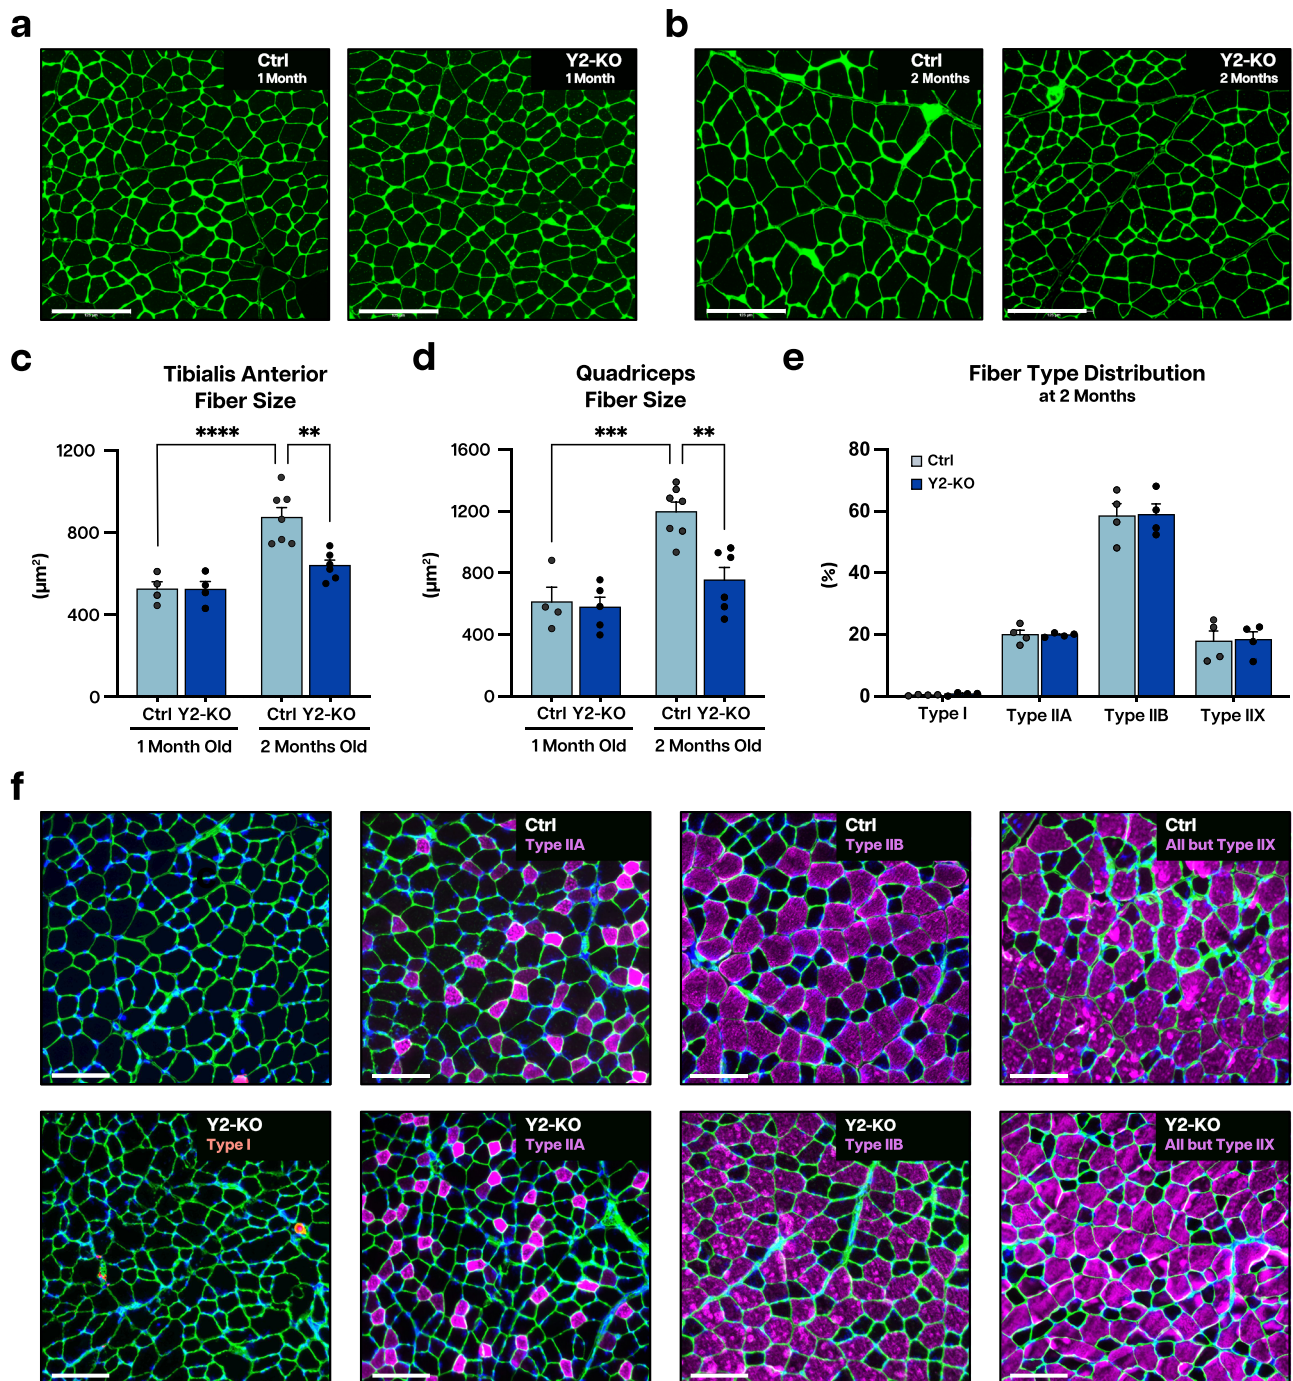 a
b
Ctrl
1 Month
Y2-KO
1 Month
Ctrl
2 Months
Y2-KO
2 Months
c
d
e
Tibialis Anterior
Fiber Size
Quadriceps
Fiber Size
Fiber Type Distribution
at 2 Months
****
**
***
**
1200
800
400
0
(µm²)
Ctrl Y2-KO
Ctrl Y2-KO
1 Month Old
2 Months Old
1600
1200
800
400
0
(µm²)
Ctrl Y2-KO
Ctrl Y2-KO
1 Month Old
2 Months Old
80
60
40
20
0
(%)
Ctrl
Y2-KO
Type I
Type IIA
Type IIB
Type IIX
f
Ctrl
Type IIA
Ctrl
Type IIB
Ctrl
All but Type IIX
Y2-KO
Type I
Y2-KO
Type IIA
Y2-KO
Type IIB
Y2-KO
All but Type IIX